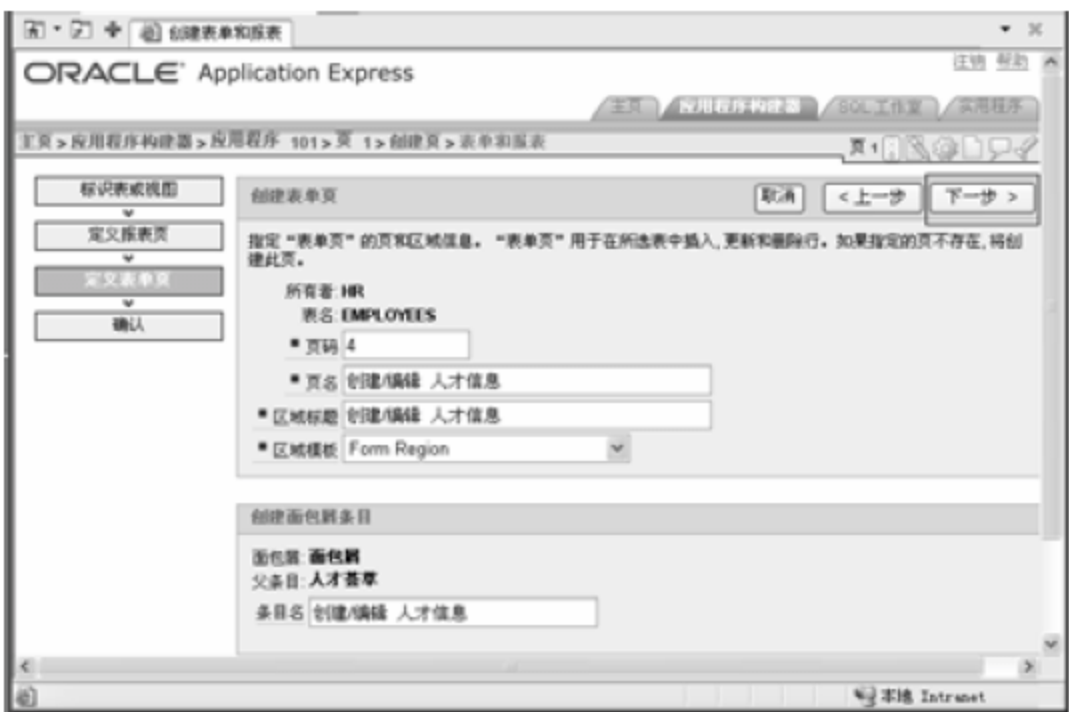 创建表单和报表
ORACLE Application Express
注销 帮助
主页 应用程序构建器 SQL 工作室 实用程序
主页 > 应用程序构建器 > 应用程序 101 > 页 1 > 创建页 > 表单和报表
页 1
标识表或视图
定义报表页
定义表单页
确认
创建表单页
取消 < 上一步 下一步 >
指定 “表单页” 的页和区域信息。 “表单页” 用于在所选表中插入, 更新和删除行。如果指定的页不存在, 将创
建此页。
所有者: HR
表名: EMPLOYEES
页码 4
页名 创建/编辑 人才信息
区域标题 创建/编辑 人才信息
区域模板 Form Region
创建面包屑条目
面包屑: 面包屑
父条目: 人才荟萃
条目名 创建/编辑 人才信息
本地 Intranet